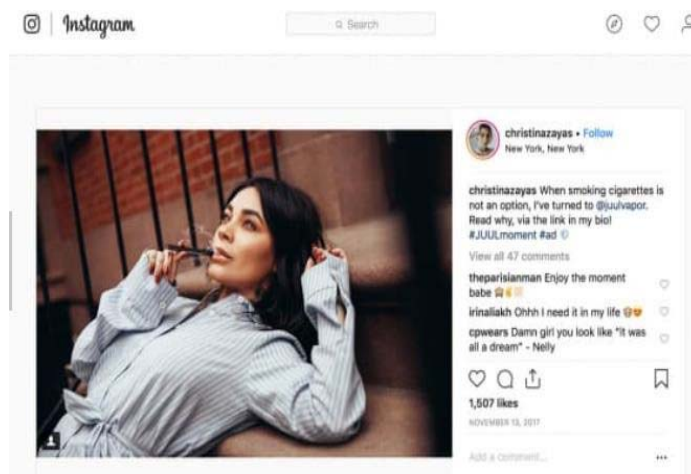 Instagram
Search
christinazayas • Follow
New York, New York
christinazayas When smoking cigarettes is
not an option, I've turned to @juulvapor.
Read why, via the link in my bio!
#JUULmoment #ad
View all 47 comments
theparisianman Enjoy the moment
babe
irinaliakh Ohhh I need it in my life
cpwears Damn girl you look like "it was
all a dream" - Nelly
1,507 likes
NOVEMBER 13, 2017
Add a comment...